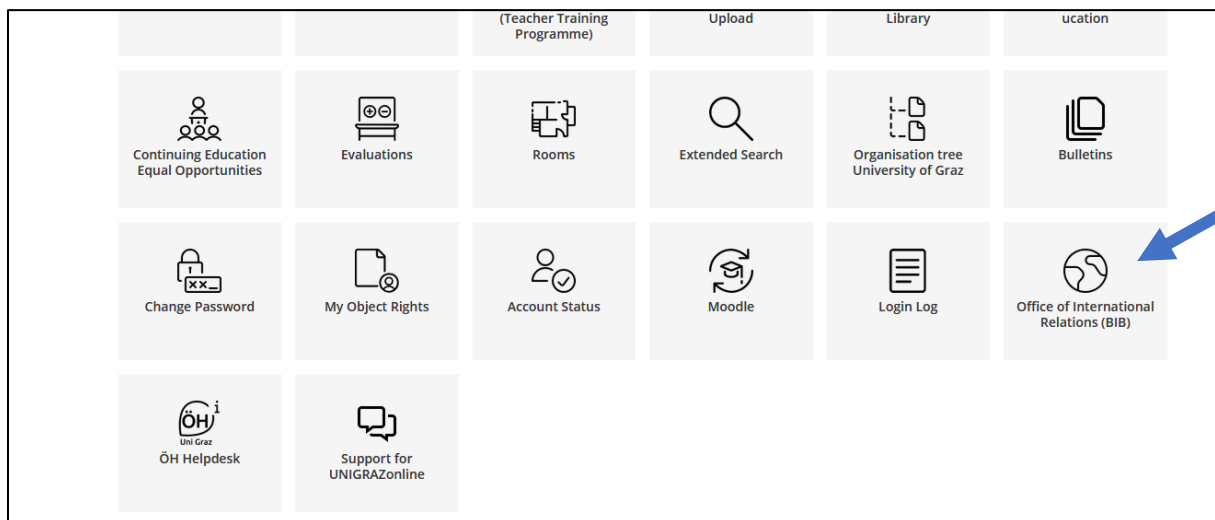 (Teacher Training
Programme)
Upload
Library
ucation
Continuing Education
Equal Opportunities
Evaluations
Rooms
Extended Search
Organisation tree
University of Graz
Bulletins
xx_
Change Password
My Object Rights
Account Status
Moodle
Login Log
Office of International
Relations (BIB)
ÖH i
Uni Graz
ÖH Helpdesk
Support for
UNIGRAZonline